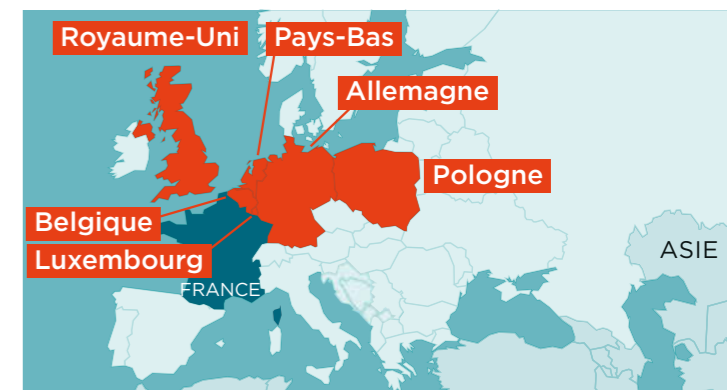 Royaume-Uni
Pays-Bas
Allemagne
Pologne
Belgique
Luxembourg
ASIE
FRANCE